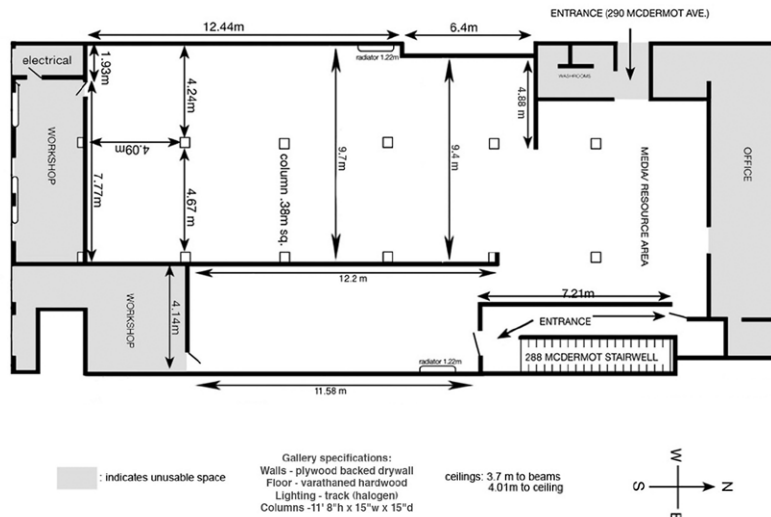 12.44m
6.4m
ENTRANCE (290 MCDERMOT AVE.)
electrical
1.93m
radiator 1.22m
WASHROOMS
4.24m
4.88 m
WORKSHOP
4.09m
7.77m
4.67 m
column .38m sq.
9.7m
9.4 m
MEDIA/ RESOURCE AREA
OFFICE
12.2 m
7.21m
WORKSHOP
4.14m
ENTRANCE
288 MCDERMOT STAIRWELL
radiator 1.22m
11.58 m
: indicates unusable space
Gallery specifications:
Walls - plywood backed drywall
Floor - varathaned hardwood
Lighting - track (halogen)
Columns -11' 8"h x 15"w x 15"d
ceilings: 3.7 m to beams
4.01m to ceiling
W
S
N
E